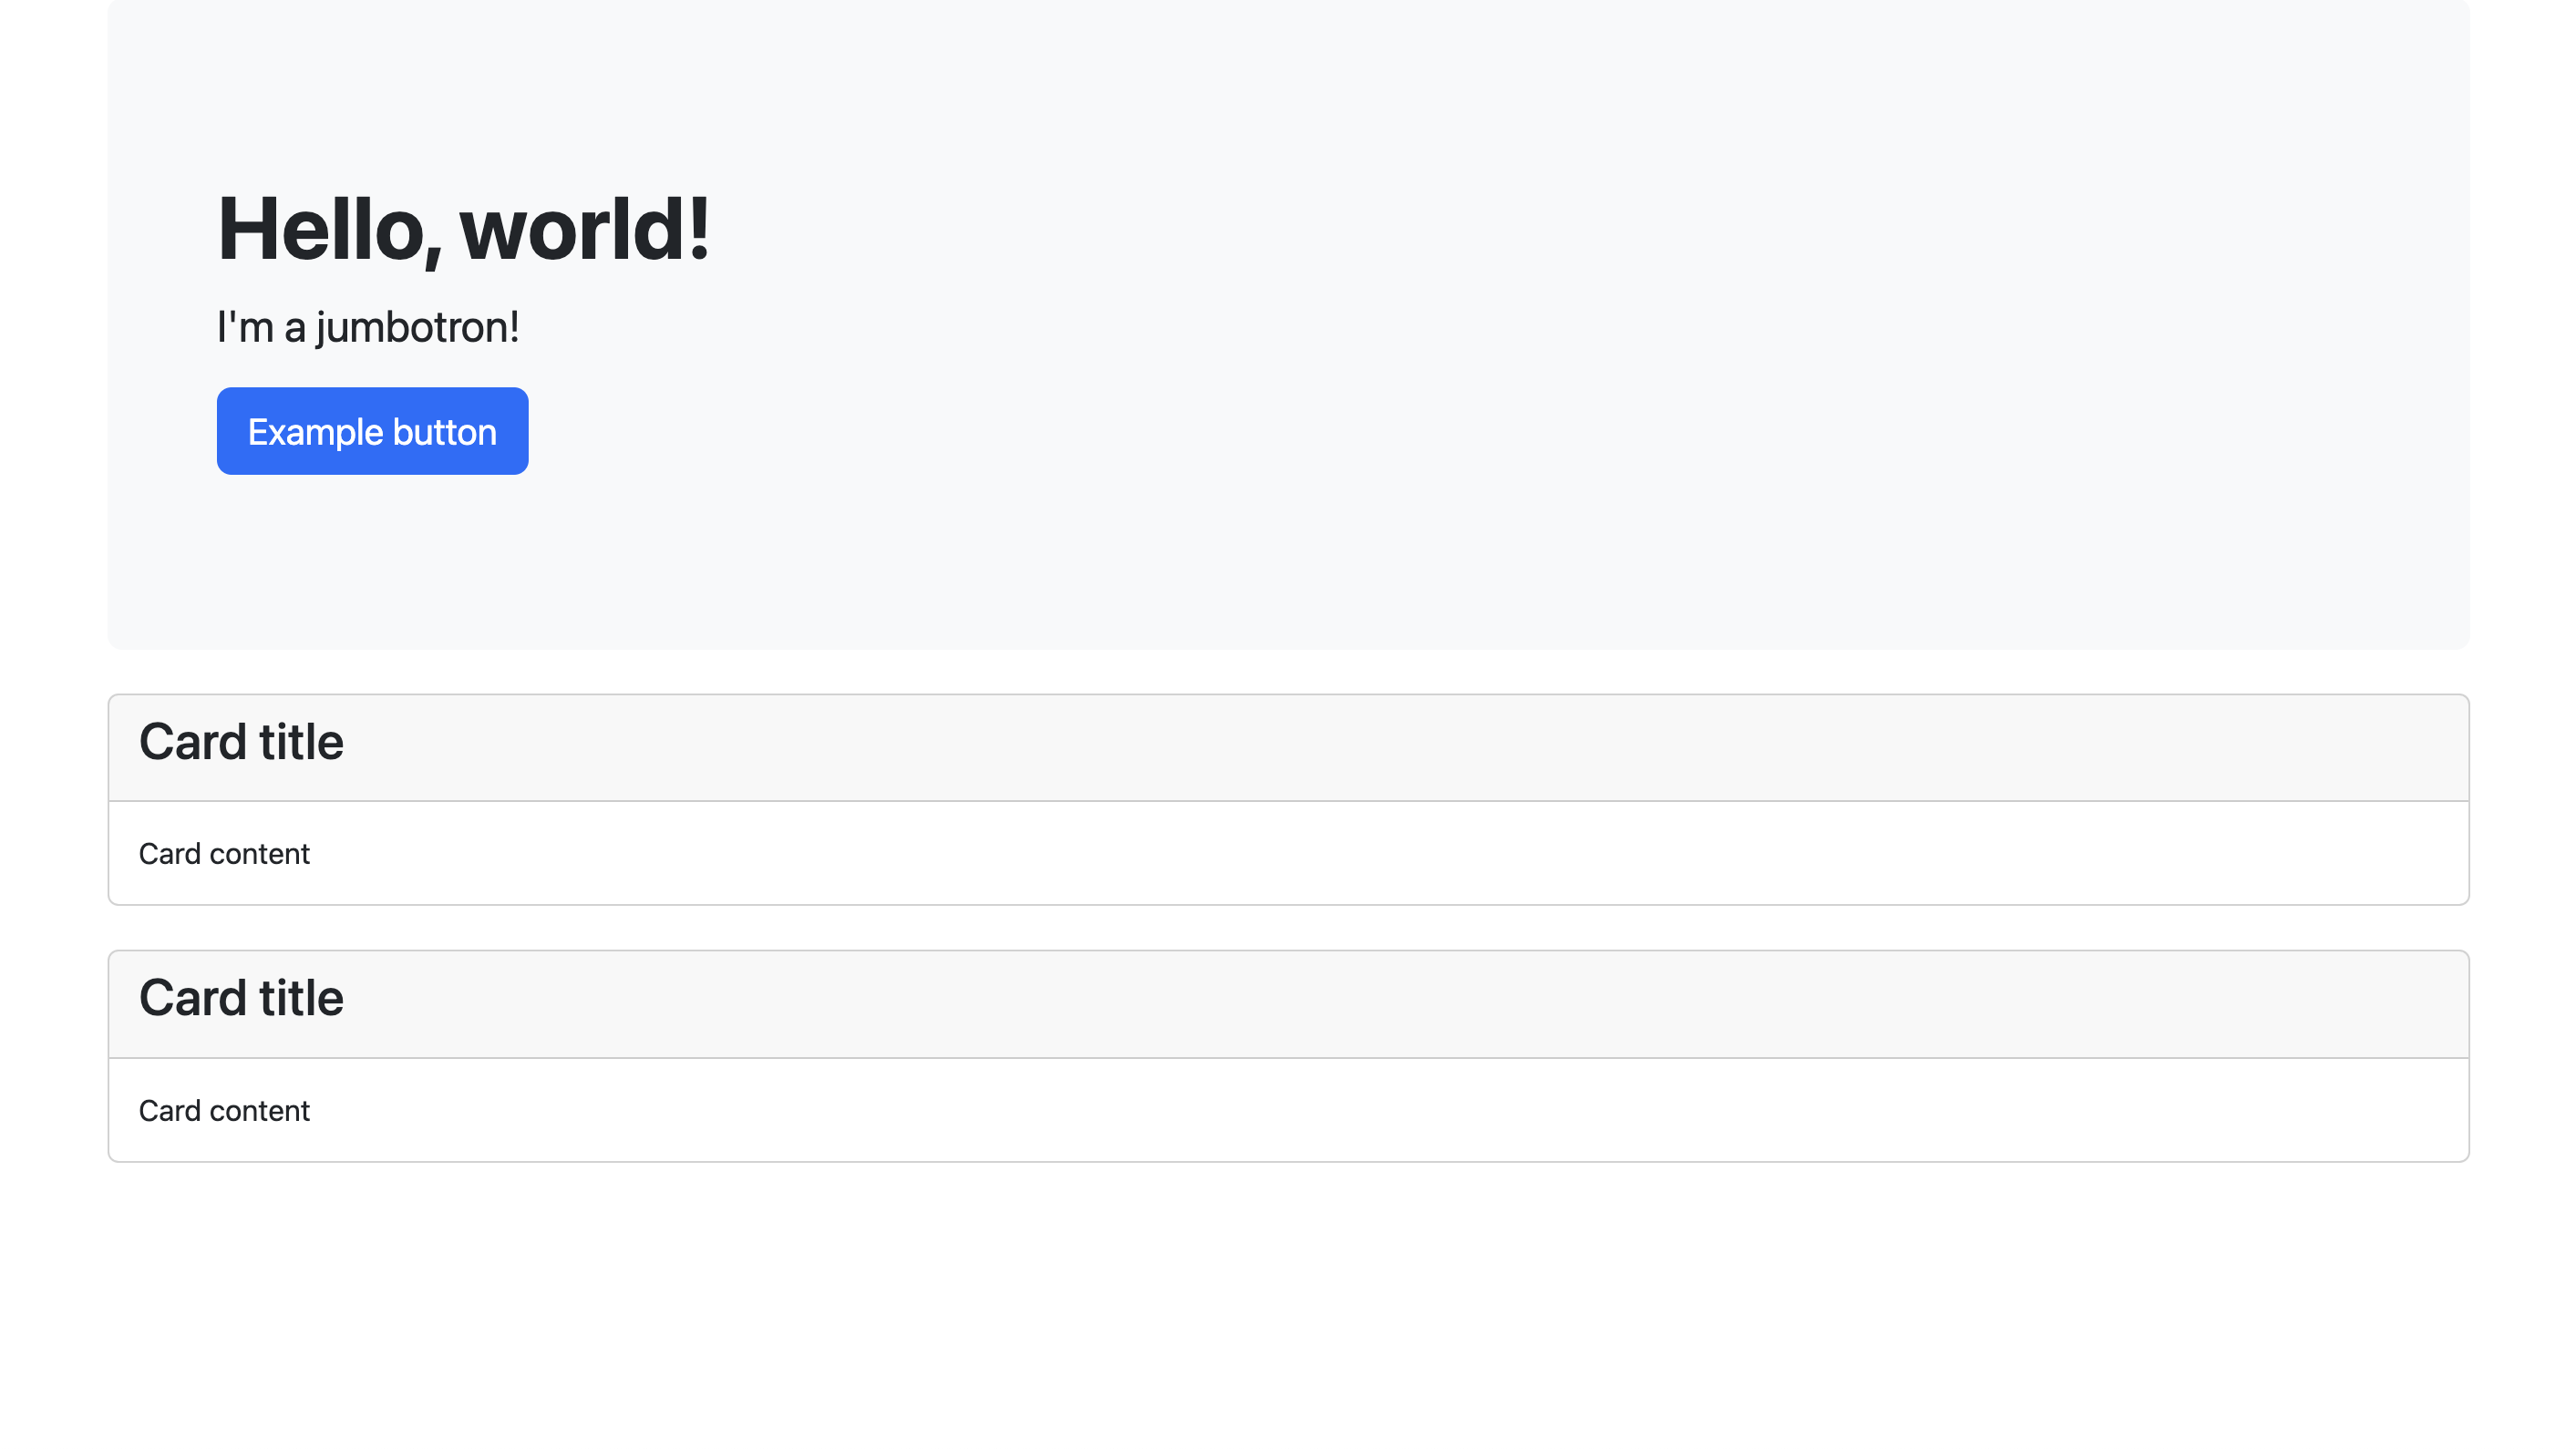 Hello, world!
I'm a jumbotron!
Example button
Card title
Card content
Card title
Card content